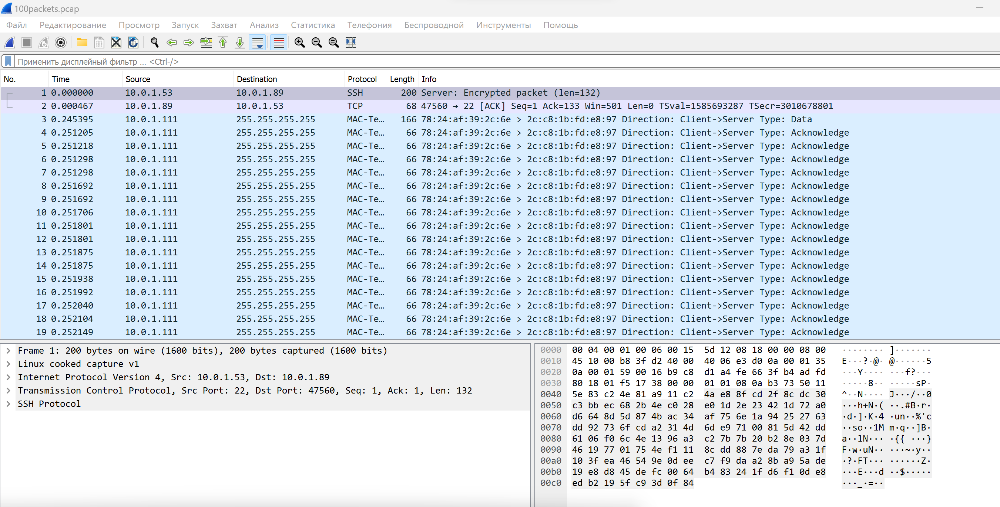 100packets.pcap
Файл Редактирование Просмотр Запуск Захват Анализ Статистика Телефония Беспроводной Инструменты Помощь
Применить дисплейный фильтр ... <Ctrl-/>
No. Time Source Destination Protocol Length Info
1 0.000000 10.0.1.53 10.0.1.89 SSH 200 Server: Encrypted packet (len=132)
2 0.000467 10.0.1.89 10.0.1.53 TCP 68 47560 → 22 [ACK] Seq=1 Ack=133 Win=501 Len=0 TSval=1585693287 TSecr=3010678801
3 0.245395 10.0.1.111 255.255.255.255 MAC-Te… 166 78:24:af:39:2c:6e > 2c:c8:1b:fd:e8:97 Direction: Client->Server Type: Data
4 0.251205 10.0.1.111 255.255.255.255 MAC-Te… 66 78:24:af:39:2c:6e > 2c:c8:1b:fd:e8:97 Direction: Client->Server Type: Acknowledge
5 0.251218 10.0.1.111 255.255.255.255 MAC-Te… 66 78:24:af:39:2c:6e > 2c:c8:1b:fd:e8:97 Direction: Client->Server Type: Acknowledge
6 0.251298 10.0.1.111 255.255.255.255 MAC-Te… 66 78:24:af:39:2c:6e > 2c:c8:1b:fd:e8:97 Direction: Client->Server Type: Acknowledge
7 0.251298 10.0.1.111 255.255.255.255 MAC-Te… 66 78:24:af:39:2c:6e > 2c:c8:1b:fd:e8:97 Direction: Client->Server Type: Acknowledge
8 0.251692 10.0.1.111 255.255.255.255 MAC-Te… 66 78:24:af:39:2c:6e > 2c:c8:1b:fd:e8:97 Direction: Client->Server Type: Acknowledge
9 0.251692 10.0.1.111 255.255.255.255 MAC-Te… 66 78:24:af:39:2c:6e > 2c:c8:1b:fd:e8:97 Direction: Client->Server Type: Acknowledge
10 0.251706 10.0.1.111 255.255.255.255 MAC-Te… 66 78:24:af:39:2c:6e > 2c:c8:1b:fd:e8:97 Direction: Client->Server Type: Acknowledge
11 0.251801 10.0.1.111 255.255.255.255 MAC-Te… 66 78:24:af:39:2c:6e > 2c:c8:1b:fd:e8:97 Direction: Client->Server Type: Acknowledge
12 0.251801 10.0.1.111 255.255.255.255 MAC-Te… 66 78:24:af:39:2c:6e > 2c:c8:1b:fd:e8:97 Direction: Client->Server Type: Acknowledge
13 0.251875 10.0.1.111 255.255.255.255 MAC-Te… 66 78:24:af:39:2c:6e > 2c:c8:1b:fd:e8:97 Direction: Client->Server Type: Acknowledge
14 0.251875 10.0.1.111 255.255.255.255 MAC-Te… 66 78:24:af:39:2c:6e > 2c:c8:1b:fd:e8:97 Direction: Client->Server Type: Acknowledge
15 0.251938 10.0.1.111 255.255.255.255 MAC-Te… 66 78:24:af:39:2c:6e > 2c:c8:1b:fd:e8:97 Direction: Client->Server Type: Acknowledge
16 0.251992 10.0.1.111 255.255.255.255 MAC-Te… 66 78:24:af:39:2c:6e > 2c:c8:1b:fd:e8:97 Direction: Client->Server Type: Acknowledge
17 0.252040 10.0.1.111 255.255.255.255 MAC-Te… 66 78:24:af:39:2c:6e > 2c:c8:1b:fd:e8:97 Direction: Client->Server Type: Acknowledge
18 0.252104 10.0.1.111 255.255.255.255 MAC-Te… 66 78:24:af:39:2c:6e > 2c:c8:1b:fd:e8:97 Direction: Client->Server Type: Acknowledge
19 0.252149 10.0.1.111 255.255.255.255 MAC-Te… 66 78:24:af:39:2c:6e > 2c:c8:1b:fd:e8:97 Direction: Client->Server Type: Acknowledge
Frame 1: 200 bytes on wire (1600 bits), 200 bytes captured (1600 bits)
Linux cooked capture v1
Internet Protocol Version 4, Src: 10.0.1.53, Dst: 10.0.1.89
Transmission Control Protocol, Src Port: 22, Dst Port: 47560, Seq: 1, Ack: 1, Len: 132
SSH Protocol
0000 00 04 00 01 00 06 00 15 5d 12 08 18 00 00 08 00 ········ ]·······
0010 45 10 00 b8 3f d2 40 00 40 06 e3 d0 0a 00 01 35 E···?·@· @······5
0020 0a 00 01 59 00 16 b9 c8 d1 a4 fe 66 3f b4 ad fd ···Y···· ···f?···
0030 80 18 01 f5 17 38 00 00 01 01 08 0a b3 73 50 11 ·····8·· ·····sP·
0040 5e 83 c2 4e 81 a9 11 c2 4a e8 8f cd 2f 8c dc 30 ^··N···· J···/··0
0050 c3 bb ec 68 2b 4e c0 28 e0 1d 2e 23 42 1d 72 a0 ···h+N·( ··.#B·r·
0060 d6 64 8d 5d 87 4b ac 34 af 75 6e 1a 94 25 27 63 ·d·]·K·4 ·un··%'c
0070 dd 92 73 6f cd a2 31 4d 6d e9 71 00 81 5d 42 dd ··so··1M m·q··]B·
0080 61 06 f0 6c 4e 13 96 a3 c2 7b 7b 20 b2 8e 03 7d a··lN··· ·{{ ···}
0090 46 19 77 01 75 4e f1 11 8c dd 88 7e da 79 a3 1f F·w·uN·· ···~·y··
00a0 10 3f ea 46 54 9e 0d ee c7 f9 da a2 8b a9 5a de ·?·FT··· ······Z·
00b0 19 e8 d8 45 de fc 00 64 b4 83 24 1f d6 f1 0d e8 ···E···d ··$·····
00c0 ed b2 19 5f c9 3d 0f 84 ···_·=··